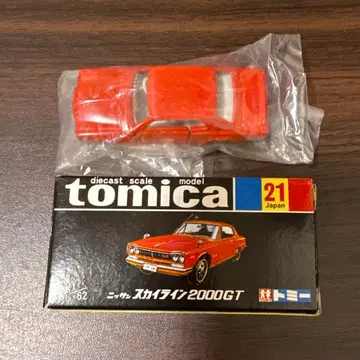 diecast scale model
tomica
21
Japan
62
ニッサン スカイライン2000GT
トミー